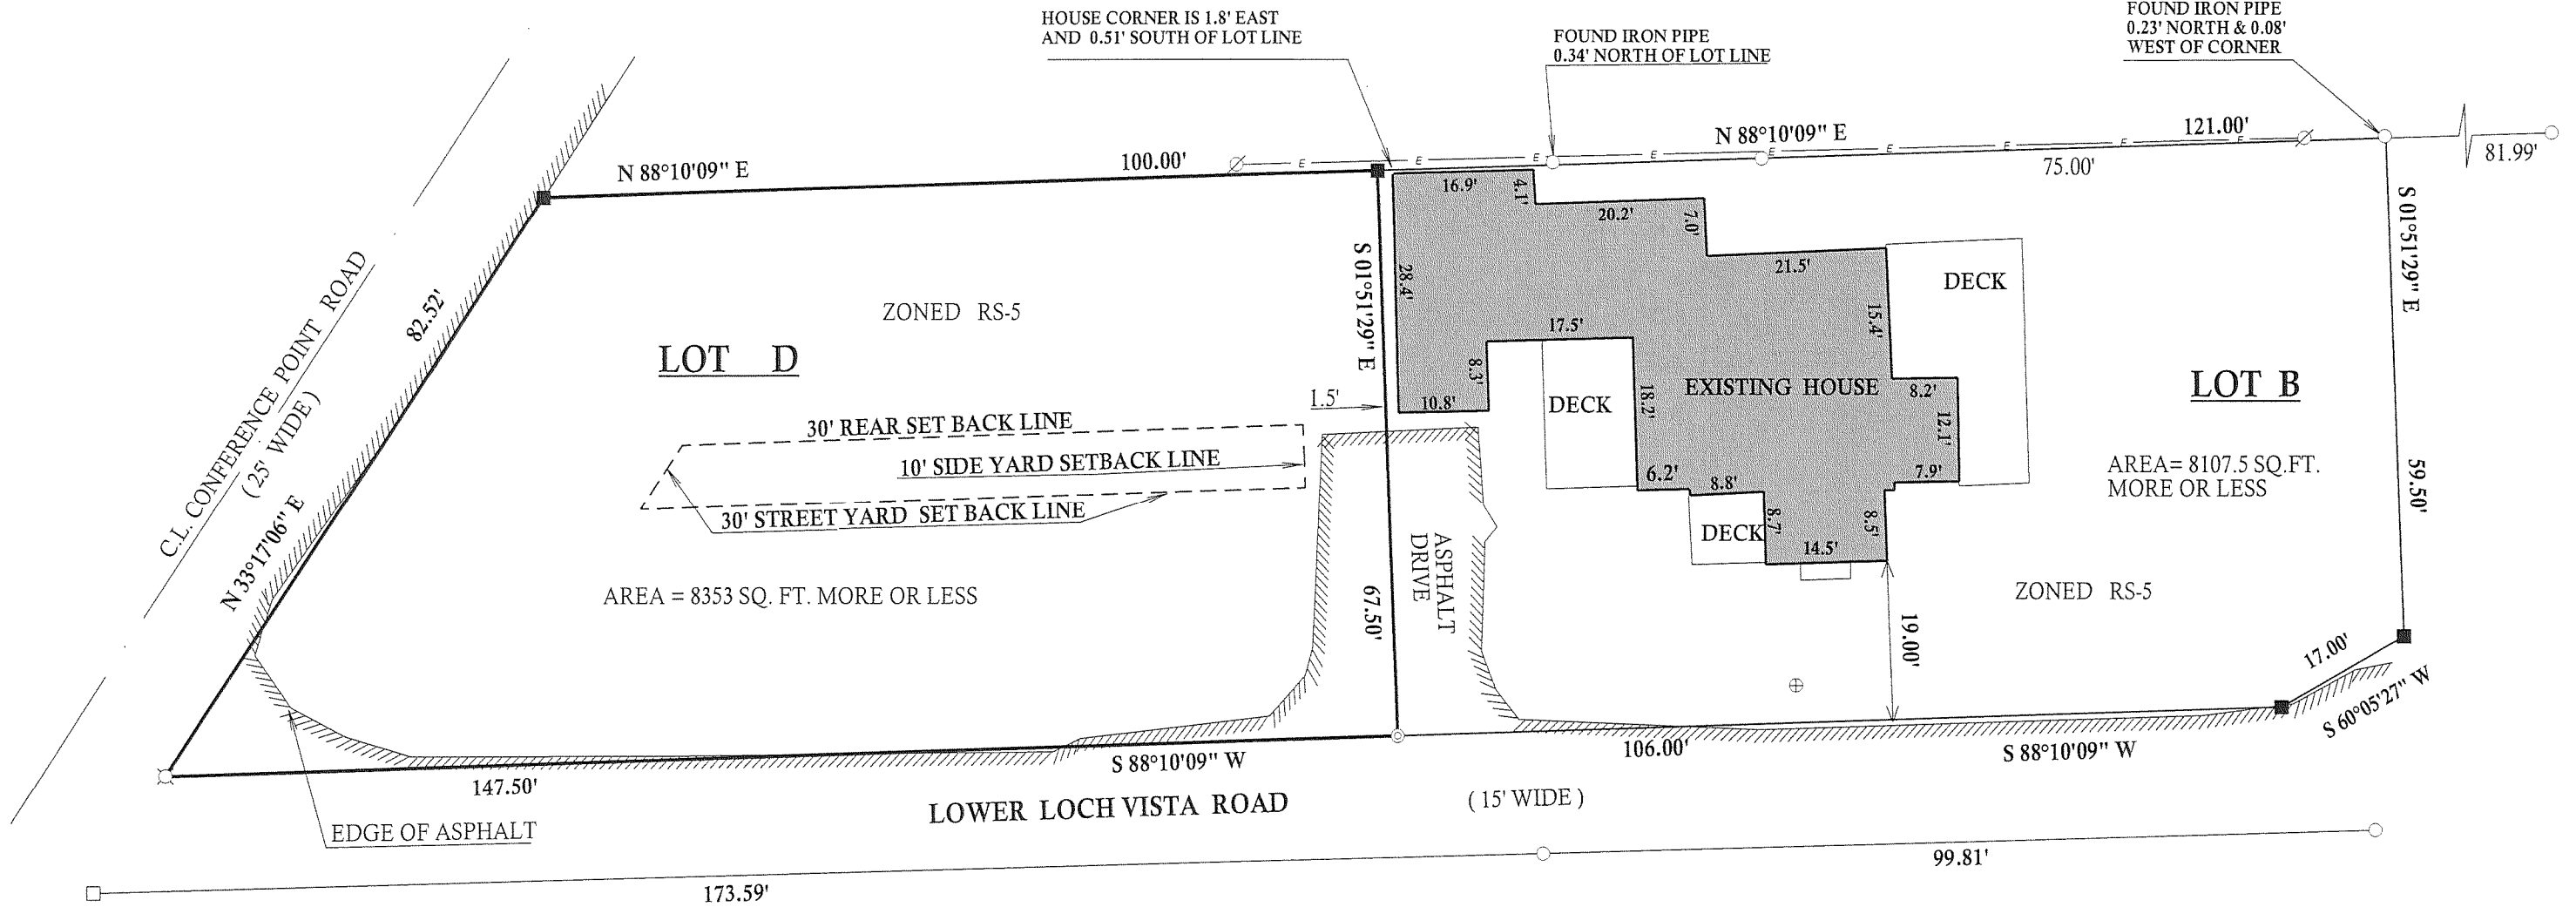 HOUSE CORNER IS 1.8' EAST
AND 0.51' SOUTH OF LOT LINE
FOUND IRON PIPE
0.34' NORTH OF LOT LINE
FOUND IRON PIPE
0.23' NORTH & 0.08'
WEST OF CORNER
N 88°10'09" E
100.00'
E E E E E E E E E
N 88°10'09" E
121.00'
75.00'
81.99'
C.L. CONFERENCE POINT ROAD
( 25' WIDE )
82.52'
N 33°17'06" E
ZONED RS-5
LOT D
30' REAR SET BACK LINE
10' SIDE YARD SETBACK LINE
30' STREET YARD SET BACK LINE
AREA = 8353 SQ. FT. MORE OR LESS
S 01°51'29" E
67.50'
1.5'
16.9'
4.1'
20.2'
7.0'
21.5'
28.4'
17.5'
8.3'
10.8'
15.4'
18.2'
EXISTING HOUSE
8.2'
12.1'
7.9'
6.2'
8.8'
8.7'
8.5'
14.5'
DECK
DECK
DECK
LOT B
AREA= 8107.5 SQ.FT.
MORE OR LESS
ZONED RS-5
S 01°51'29" E
59.50'
17.00'
S 60°05'27" W
ASPHALT
DRIVE
19.00'
147.50'
S 88°10'09" W
106.00'
S 88°10'09" W
LOWER LOCH VISTA ROAD
( 15' WIDE )
EDGE OF ASPHALT
173.59'
99.81'